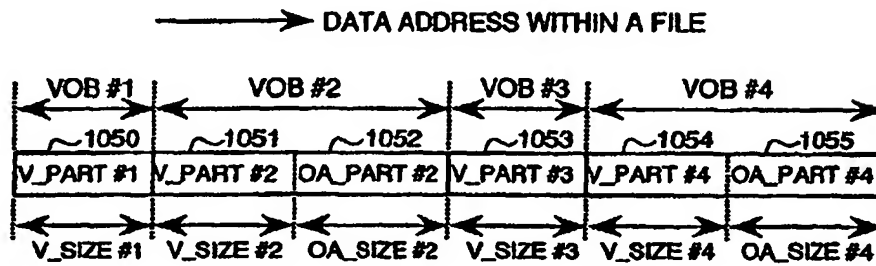 DATA ADDRESS WITHIN A FILE
VOB #1 VOB #2 VOB #3 VOB #4
1050 1051 1052 1053 1054 1055
V_PART #1 V_PART #2 OA_PART #2 V_PART #3 V_PART #4 OA_PART #4
V_SIZE #1 V_SIZE #2 OA_SIZE #2 V_SIZE #3 V_SIZE #4 OA_SIZE #4